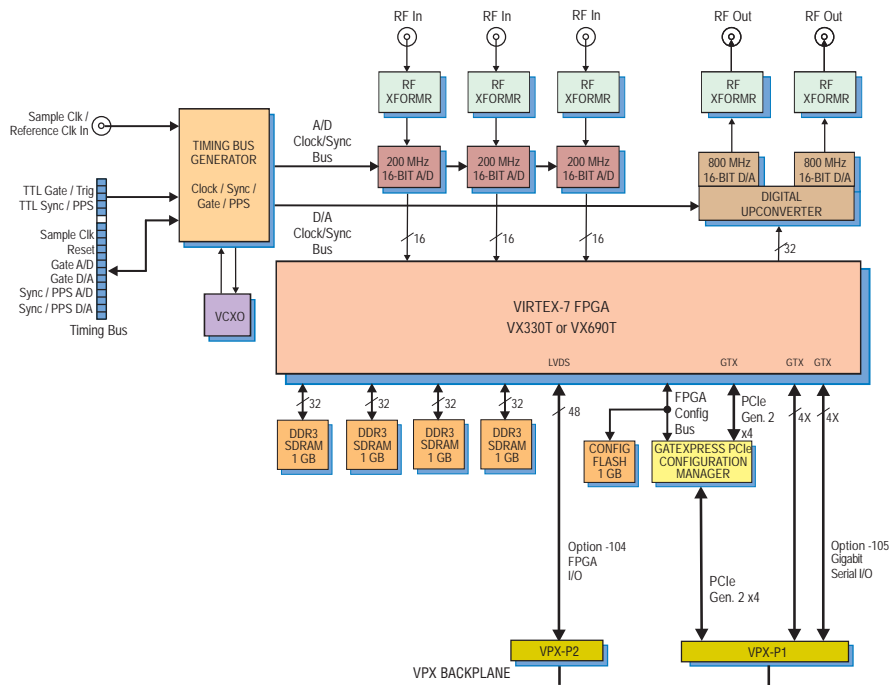 RF In
RF In
RF In
RF Out
RF Out
RF
XFORMR
RF
XFORMR
RF
XFORMR
RF
XFORMR
RF
XFORMR
Sample Clk /
Reference Clk In
TIMING BUS
GENERATOR
Clock / Sync /
Gate / PPS
A/D
Clock/Sync
Bus
200 MHz
16-BIT A/D
200 MHz
16-BIT A/D
200 MHz
16-BIT A/D
800 MHz
16-BIT D/A
800 MHz
16-BIT D/A
DIGITAL
UPCONVERTER
TTL Gate / Trig
TTL Sync / PPS
Sample Clk
Reset
Gate A/D
Gate D/A
Sync / PPS A/D
Sync / PPS D/A
Timing Bus
D/A
Clock/Sync
Bus
16
16
16
32
VCXO
VIRTEX-7 FPGA
VX330T or VX690T
LVDS
GTX
GTX
GTX
32
32
32
32
48
FPGA
Config
Bus
PCIe
Gen. 2
x4
4X
4X
DDR3
SDRAM
1 GB
DDR3
SDRAM
1 GB
DDR3
SDRAM
1 GB
DDR3
SDRAM
1 GB
CONFIG
FLASH
1 GB
GATEXPRESS PCIe
CONFIGURATION
MANAGER
Option -104
FPGA
I/O
PCIe
Gen. 2 x4
Option -105
Gigabit
Serial I/O
VPX-P2
VPX-P1
VPX BACKPLANE